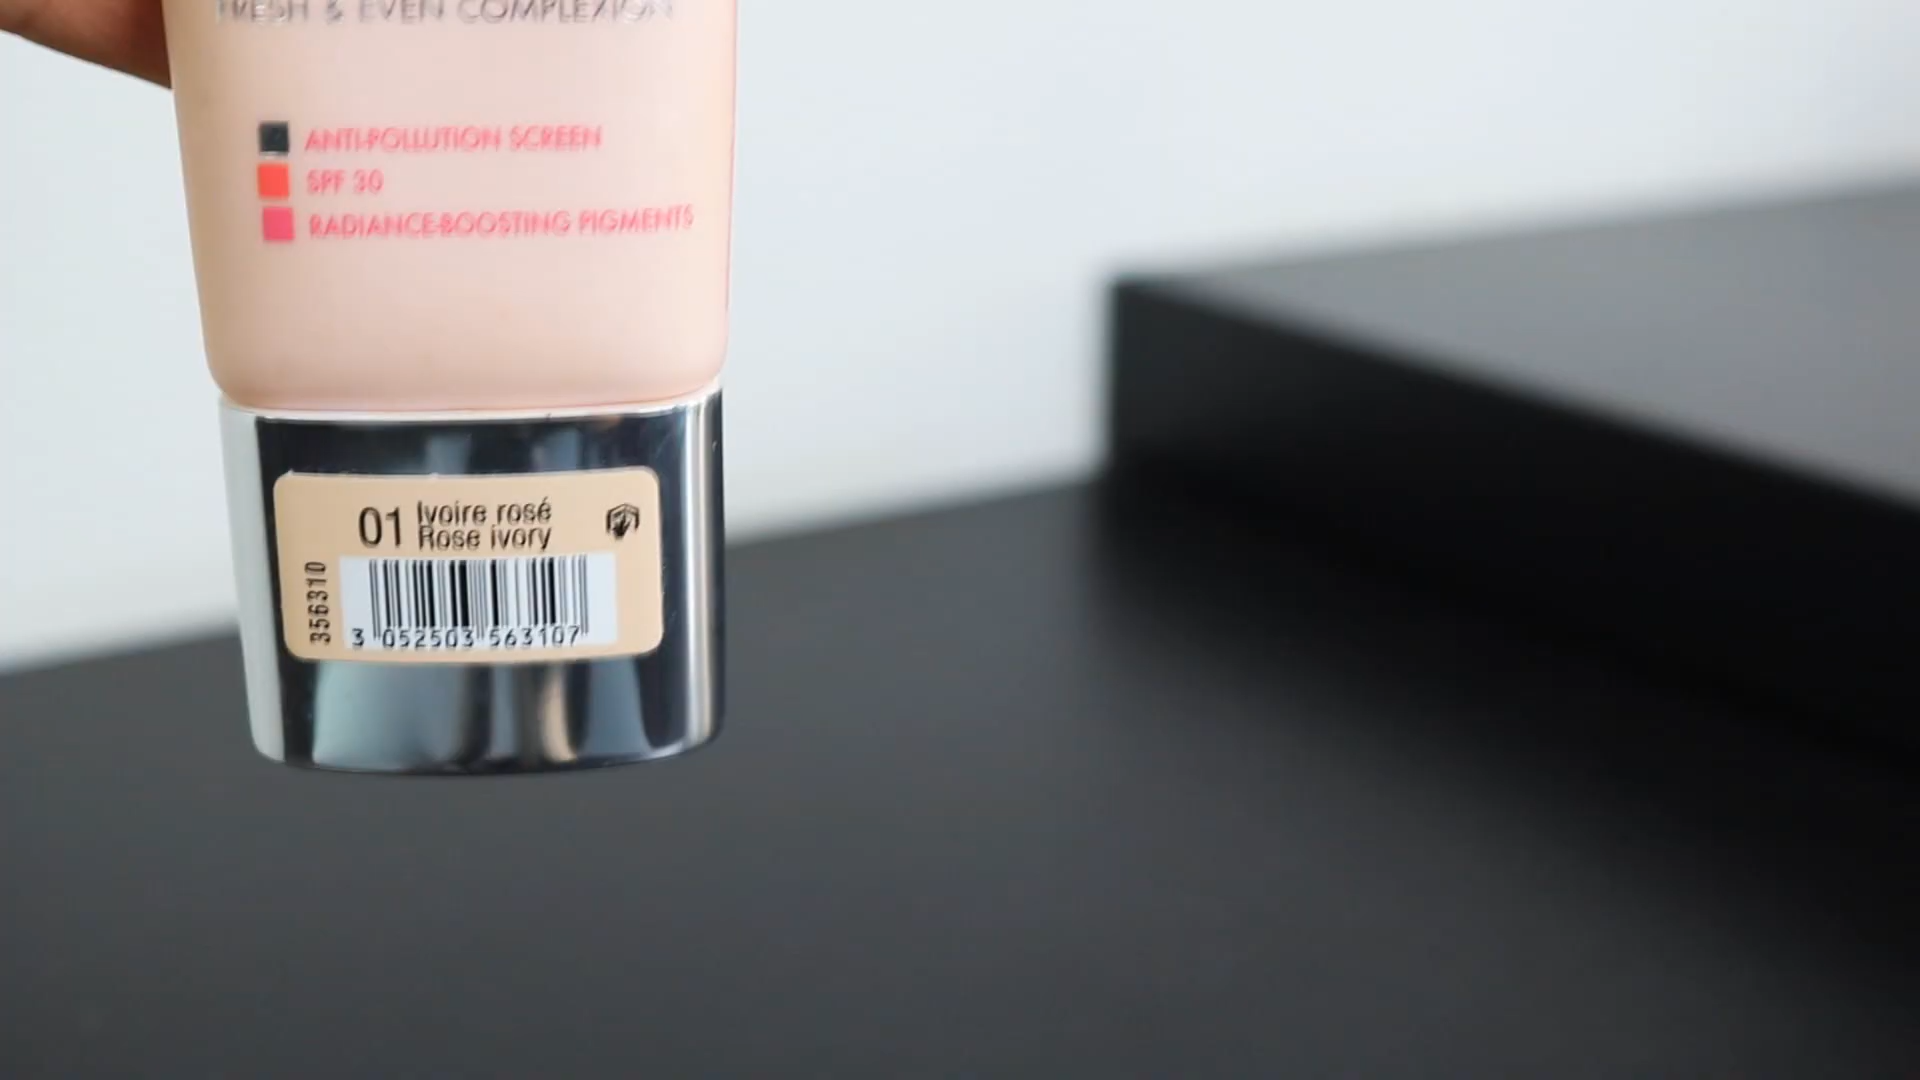 FRESH & EVEN COMPLEXION
ANTI-POLLUTION SCREEN
SPF 30
RADIANCE-BOOSTING PIGMENTS
01 Ivoire rosé
Rose ivory
356310
3 052503 563107